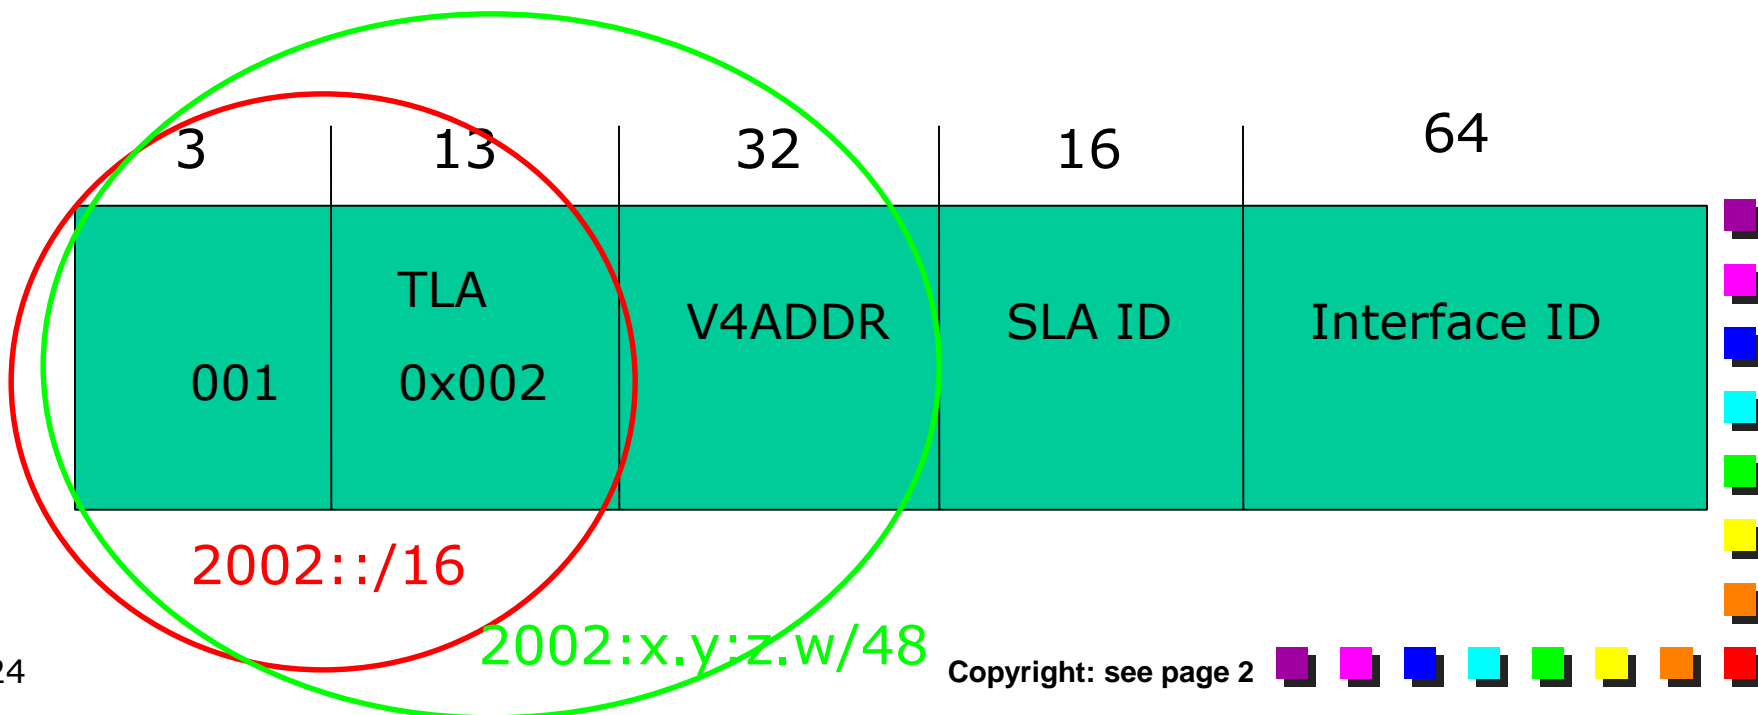 3 13 32 16 64
TLA
V4ADDR SLA ID Interface ID
001 0x002
2002::/16
2002:x.y:z.w/48
24 Copyright: see page 2